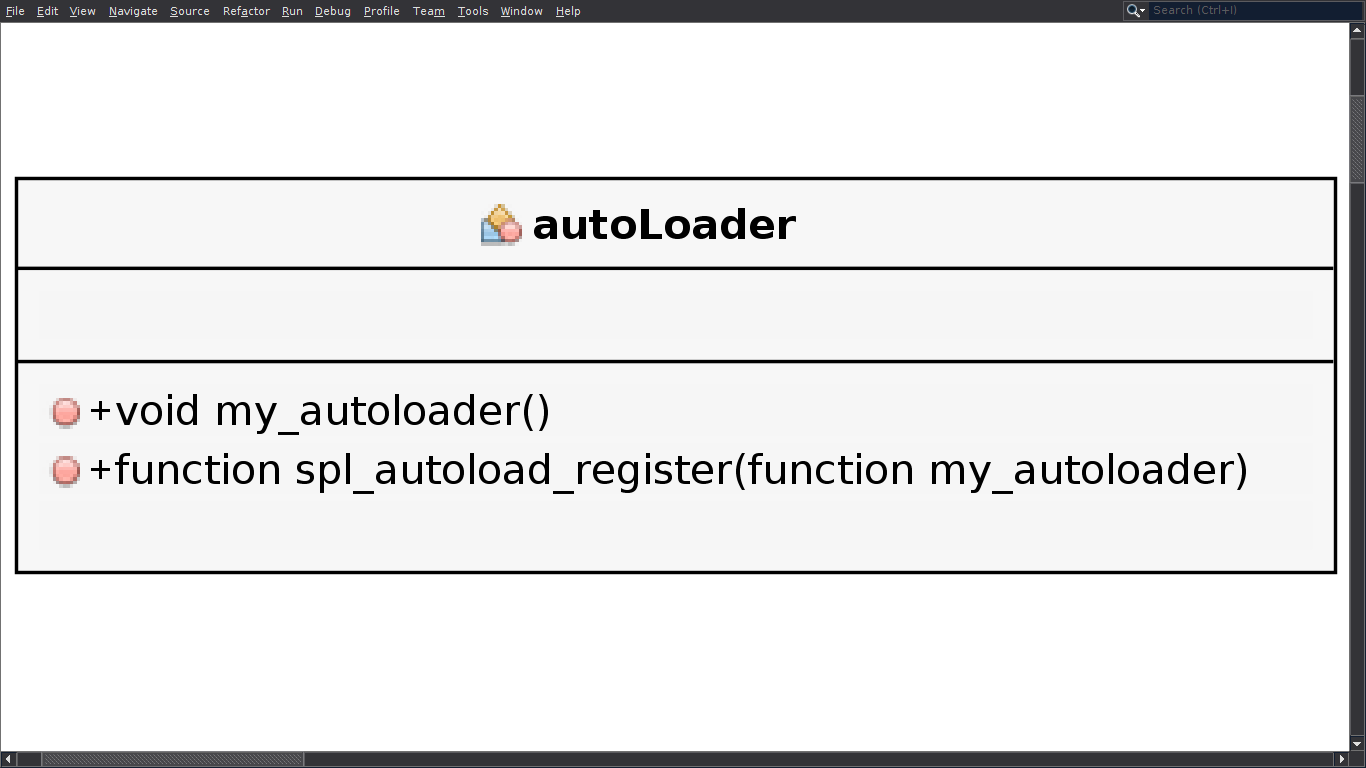 File Edit View Navigate Source Refactor Run Debug Profile Team Tools Window Help Search (Ctrl+I)
autoLoader
+void my_autoloader()
+function spl_autoload_register(function my_autoloader)